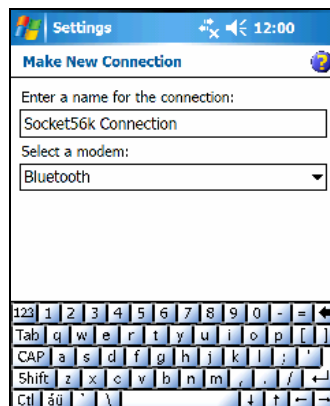 Settings 12:00
Make New Connection ?
Enter a name for the connection:
Socket56k Connection
Select a modem:
Bluetooth
123 1 2 3 4 5 6 7 8 9 0 - = ←
Tab q w e r t y u i o p [ ]
CAP a s d f g h j k l ; '
Shift z x c v b n m , . / ↵
Ctl áü ` \ ↓ ↑ ← →